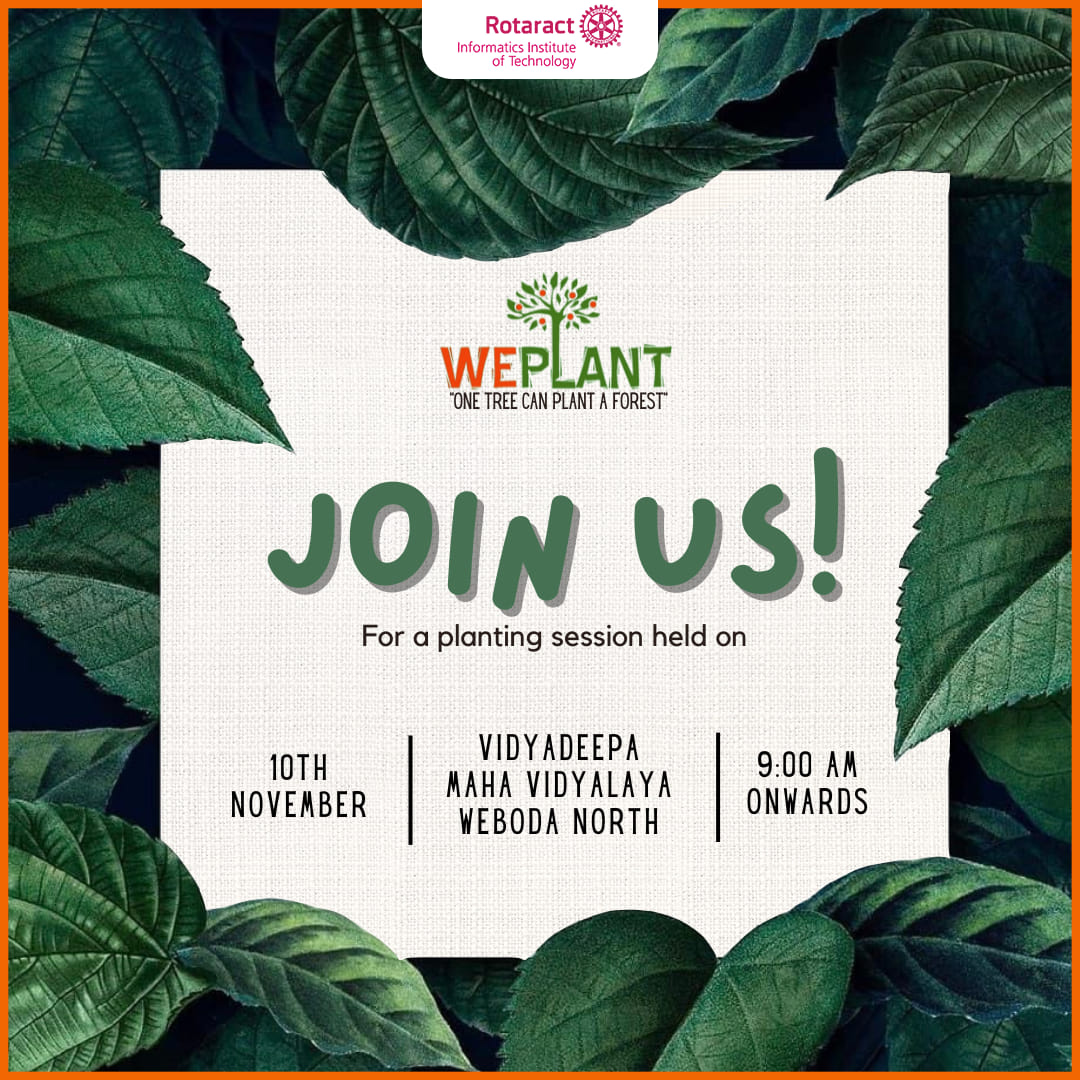 Rotaract
Informatics Institute
of Technology
WEPLANT
"ONE TREE CAN PLANT A FOREST"
JOIN US!
For a planting session held on
10TH
NOVEMBER
VIDYADEEPA
MAHA VIDYALAYA
WEBODA NORTH
9:00 AM
ONWARDS